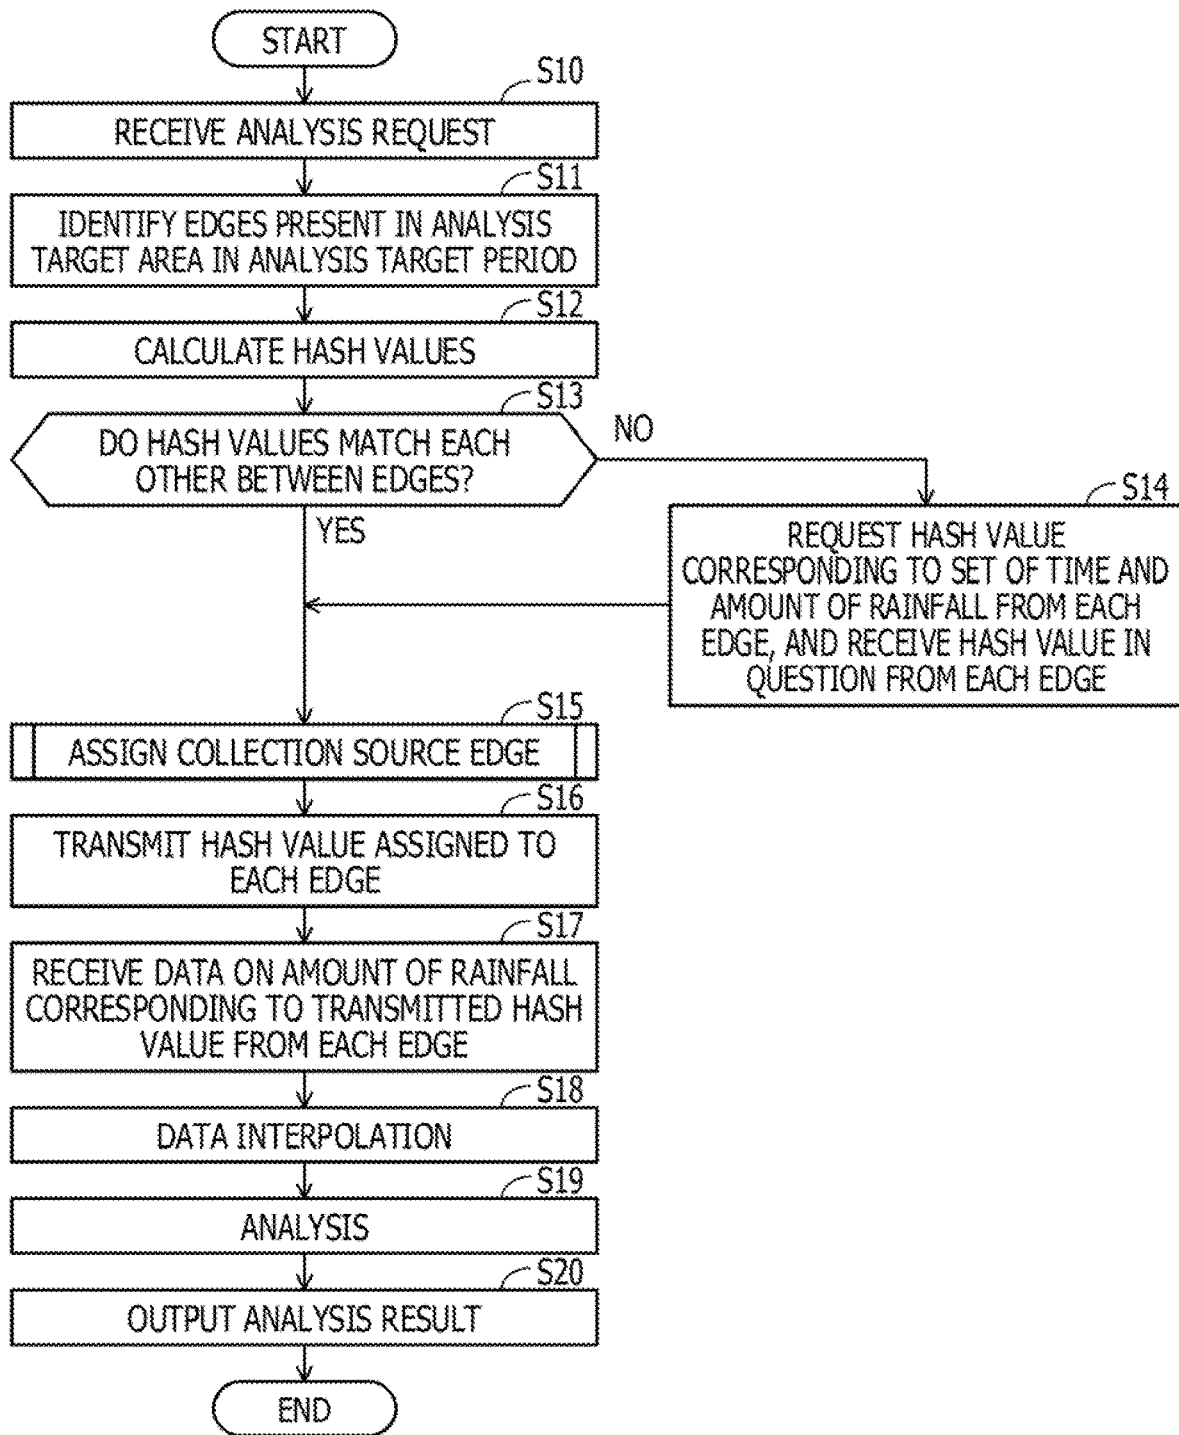 START
S10
RECEIVE ANALYSIS REQUEST
S11
IDENTIFY EDGES PRESENT IN ANALYSIS
TARGET AREA IN ANALYSIS TARGET PERIOD
S12
CALCULATE HASH VALUES
S13
DO HASH VALUES MATCH EACH
OTHER BETWEEN EDGES?
NO
YES
S14
REQUEST HASH VALUE
CORRESPONDING TO SET OF TIME AND
AMOUNT OF RAINFALL FROM EACH
EDGE, AND RECEIVE HASH VALUE IN
QUESTION FROM EACH EDGE
S15
ASSIGN COLLECTION SOURCE EDGE
S16
TRANSMIT HASH VALUE ASSIGNED TO
EACH EDGE
S17
RECEIVE DATA ON AMOUNT OF RAINFALL
CORRESPONDING TO TRANSMITTED HASH
VALUE FROM EACH EDGE
S18
DATA INTERPOLATION
S19
ANALYSIS
S20
OUTPUT ANALYSIS RESULT
END